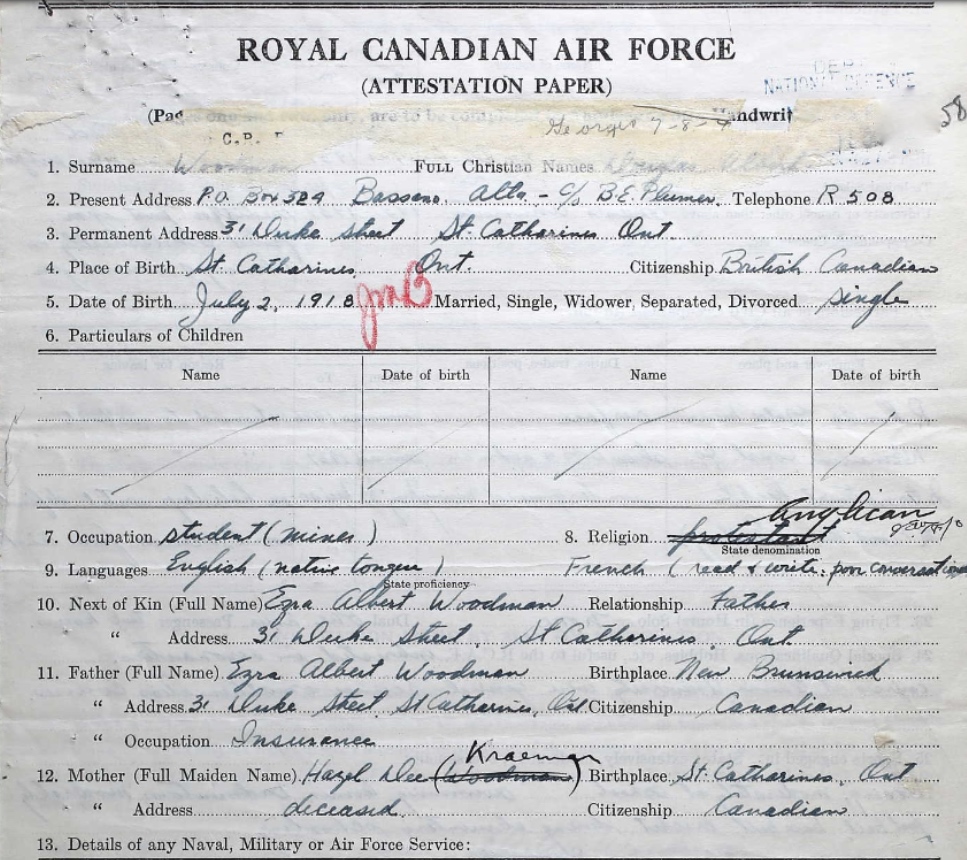 ROYAL CANADIAN AIR FORCE
(ATTESTATION PAPER)
NATIONAL DEFENCE
58
andwrit
1. Surname Woodman FULL Christian Names Douglas
2. Present Address P.O. Box 329 Bassano. Alta - c/o B.E. Plumer. Telephone R 508
3. Permanent Address 31 Duke street St. Catharines Ont.
4. Place of Birth St. Catharines, Ont. Citizenship British Canadian
5. Date of Birth July 2, 1918 Married, Single, Widower, Separated, Divorced single
6. Particulars of Children
Name Date of birth Name Date of birth
Anglican
7. Occupation student (mines) 8. Religion protestant
State denomination
9. Languages English (native tongue) French (read & write: poor conversation
State proficiency
10. Next of Kin (Full Name) Ezra Albert Woodman Relationship Father
" Address 31 Duke Street St Catharines Ont
11. Father (Full Name) Ezra Albert Woodman Birthplace New Brunswick
" Address 31 Duke Street, St Catharines, Ont Citizenship Canadian
" Occupation Insurance
Kraemer
12. Mother (Full Maiden Name) Hazel Dee (Woodman) Birthplace St. Catharines, Ont
" Address deceased Citizenship Canadian
13. Details of any Naval, Military or Air Force Service: